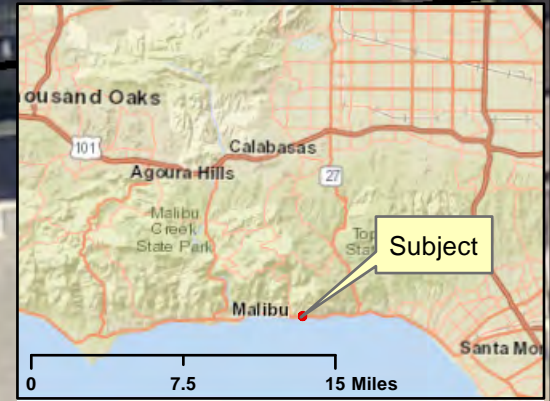 ousand Oaks
101
Calabasas
Agoura Hills
27
Malibu
Creek
State Park
Top
Sta
Subject
Malibu
Santa Mo
0 7.5 15 Miles